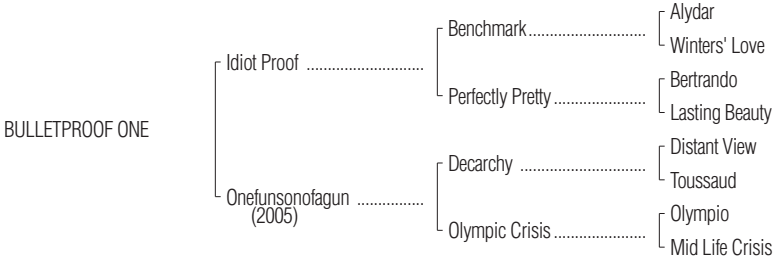 Alydar
Benchmark..............................
Winters' Love
Idiot Proof ..............................
Bertrando
Perfectly Pretty........................
Lasting Beauty
BULLETPROOF ONE
Distant View
Decarchy ................................
Toussaud
Onefunsonofagun ..................
(2005)
Olympio
Olympic Crisis........................
Mid Life Crisis